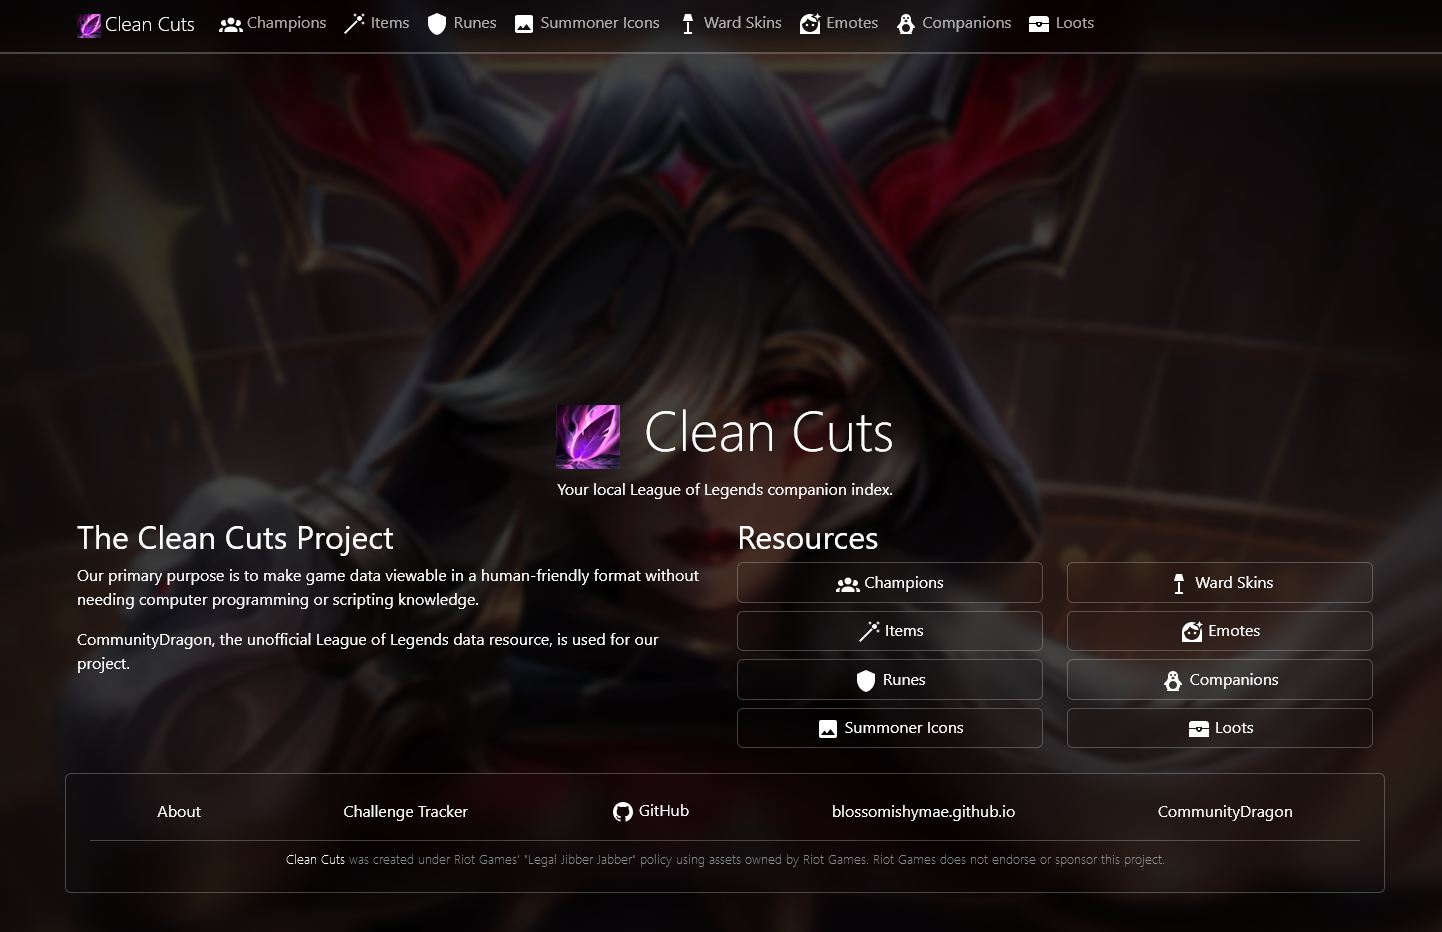 Clean Cuts Champions Items Runes Summoner Icons Ward Skins Emotes Companions Loots
Clean Cuts
Your local League of Legends companion index.
The Clean Cuts Project
Our primary purpose is to make game data viewable in a human-friendly format without
needing computer programming or scripting knowledge.
CommunityDragon, the unofficial League of Legends data resource, is used for our
project.
Resources
Champions Ward Skins
Items Emotes
Runes Companions
Summoner Icons Loots
About Challenge Tracker GitHub blossomishymae.github.io CommunityDragon
Clean Cuts was created under Riot Games' "Legal Jibber Jabber" policy using assets owned by Riot Games. Riot Games does not endorse or sponsor this project.